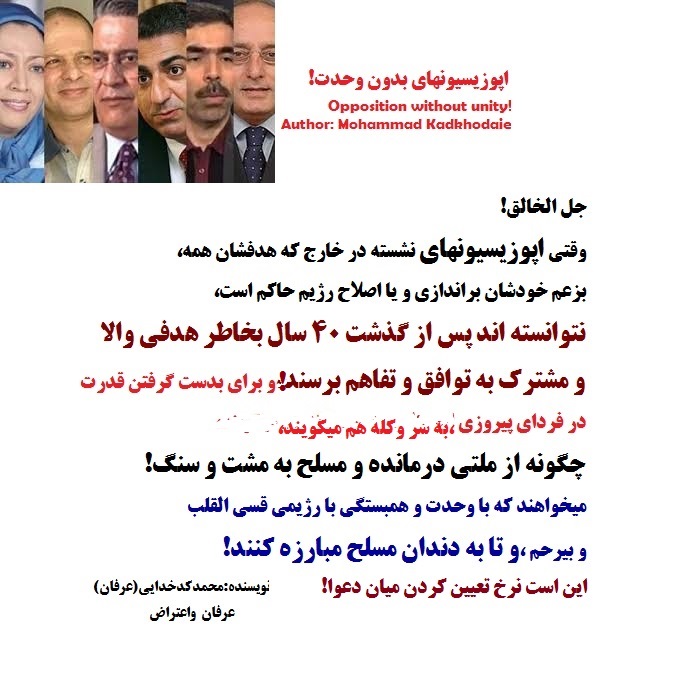 اپوزیسیونهای بدون وحدت!
Opposition without unity!
Author: Mohammad Kadkhodaie
جل الخالق!
وقتی اپوزیسیونهای نشسته در خارج که هدفشان همه،
بزعم خودشان براندازی و یا اصلاح رژیم حاکم است،
نتوانسته اند پس از گذشت ۴۰ سال بخاطر هدفی والا
و مشترک به توافق و تفاهم برسند!و برای بدست گرفتن قدرت
در فردای پیروزی ،به سر وکله هم میگویند،
چگونه از ملتی درمانده و مسلح به مشت و سنگ!
میخواهند که با وحدت و همبستگی با رژیمی قسی القلب
و بیرحم ،و تا به دندان مسلح مبارزه کنند!
این است نرخ تعیین کردن میان دعوا!
نویسنده:محمدکدخدایی(عرفان)
عرفان واعتراض